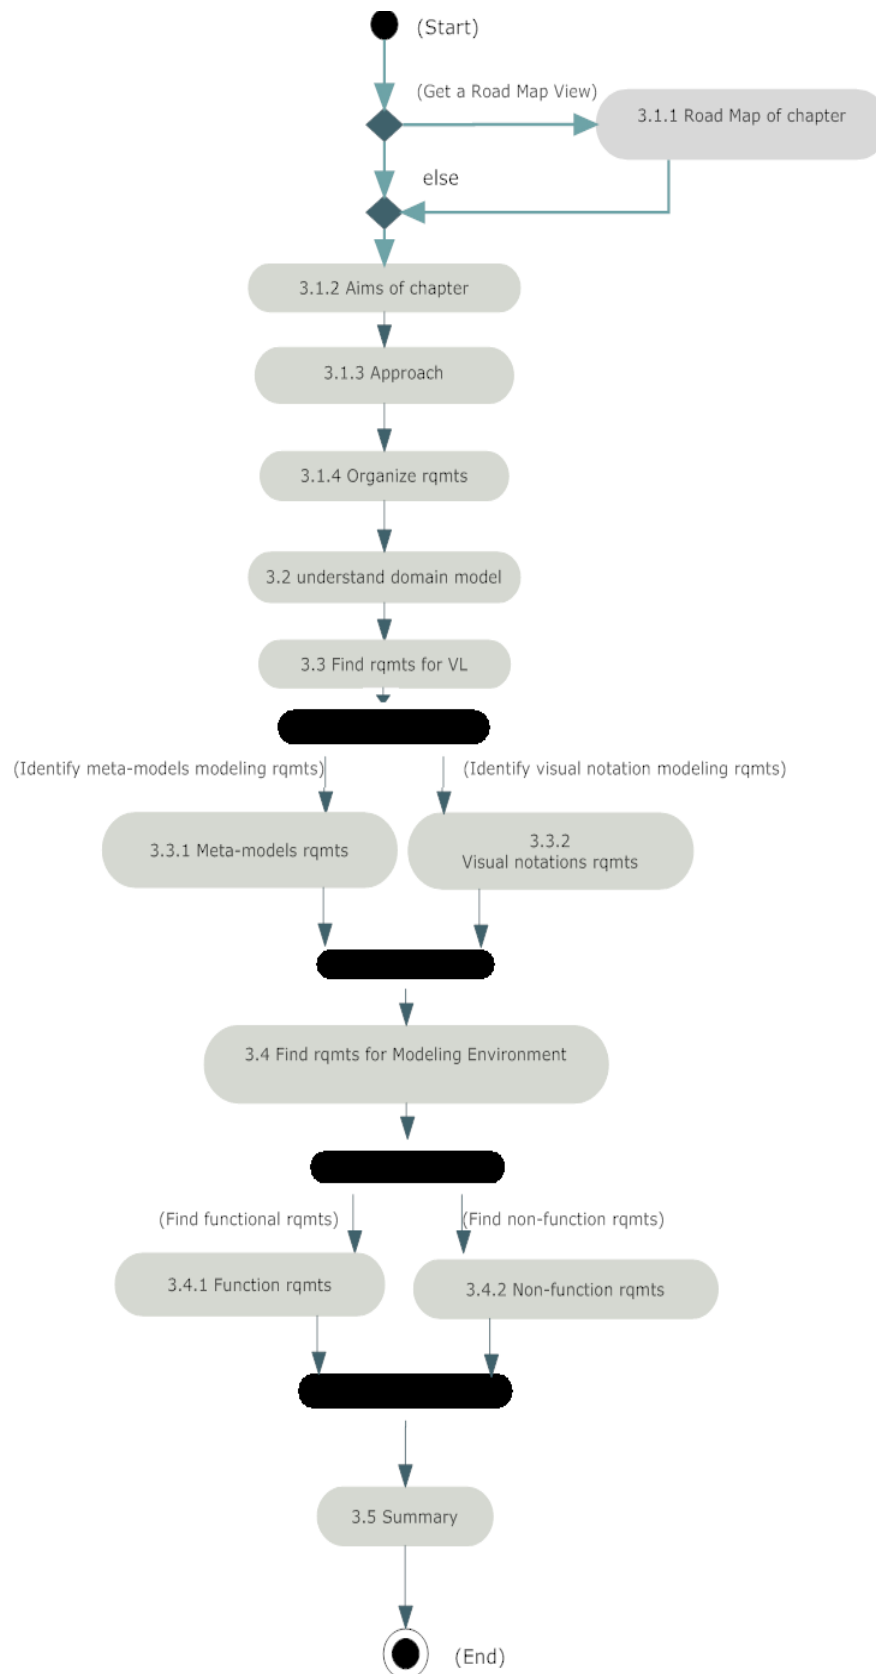 (Start)
(Get a Road Map View)
3.1.1 Road Map of chapter
else
3.1.2 Aims of chapter
3.1.3 Approach
3.1.4 Organize rqmts
3.2 understand domain model
3.3 Find rqmts for VL
(Identify meta-models modeling rqmts)
(Identify visual notation modeling rqmts)
3.3.1 Meta-models rqmts
3.3.2
Visual notations rqmts
3.4 Find rqmts for Modeling Environment
(Find functional rqmts)
(Find non-function rqmts)
3.4.1 Function rqmts
3.4.2 Non-function rqmts
3.5 Summary
(End)